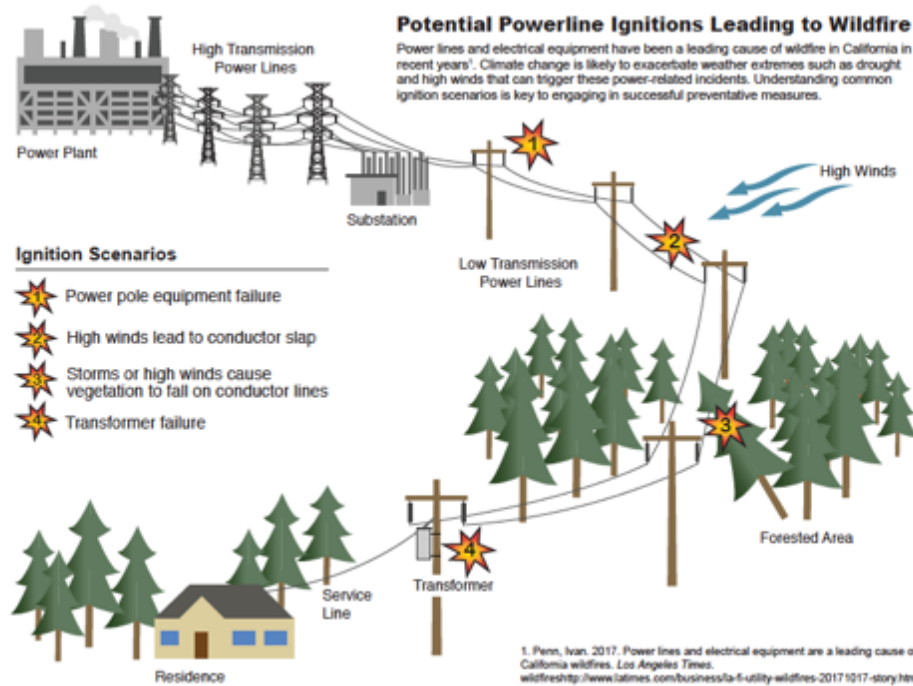 Potential Powerline Ignitions Leading to Wildfire
Power lines and electrical equipment have been a leading cause of wildfire in California in
recent years¹. Climate change is likely to exacerbate weather extremes such as drought
and high winds that can trigger these power-related incidents. Understanding common
ignition scenarios is key to engaging in successful preventative measures.
High Transmission
Power Lines
Power Plant
Substation
1
High Winds
2
Low Transmission
Power Lines
Ignition Scenarios
1 Power pole equipment failure
2 High winds lead to conductor slap
3 Storms or high winds cause
vegetation to fall on conductor lines
4 Transformer failure
3
Forested Area
4
Transformer
Service
Line
Residence
1. Penn, Ivan. 2017. Power lines and electrical equipment are a leading cause o
California wildfires. Los Angeles Times.
wildfireshttp://www.latimes.com/business/la-fi-utility-wildfires-20171017-story.htm